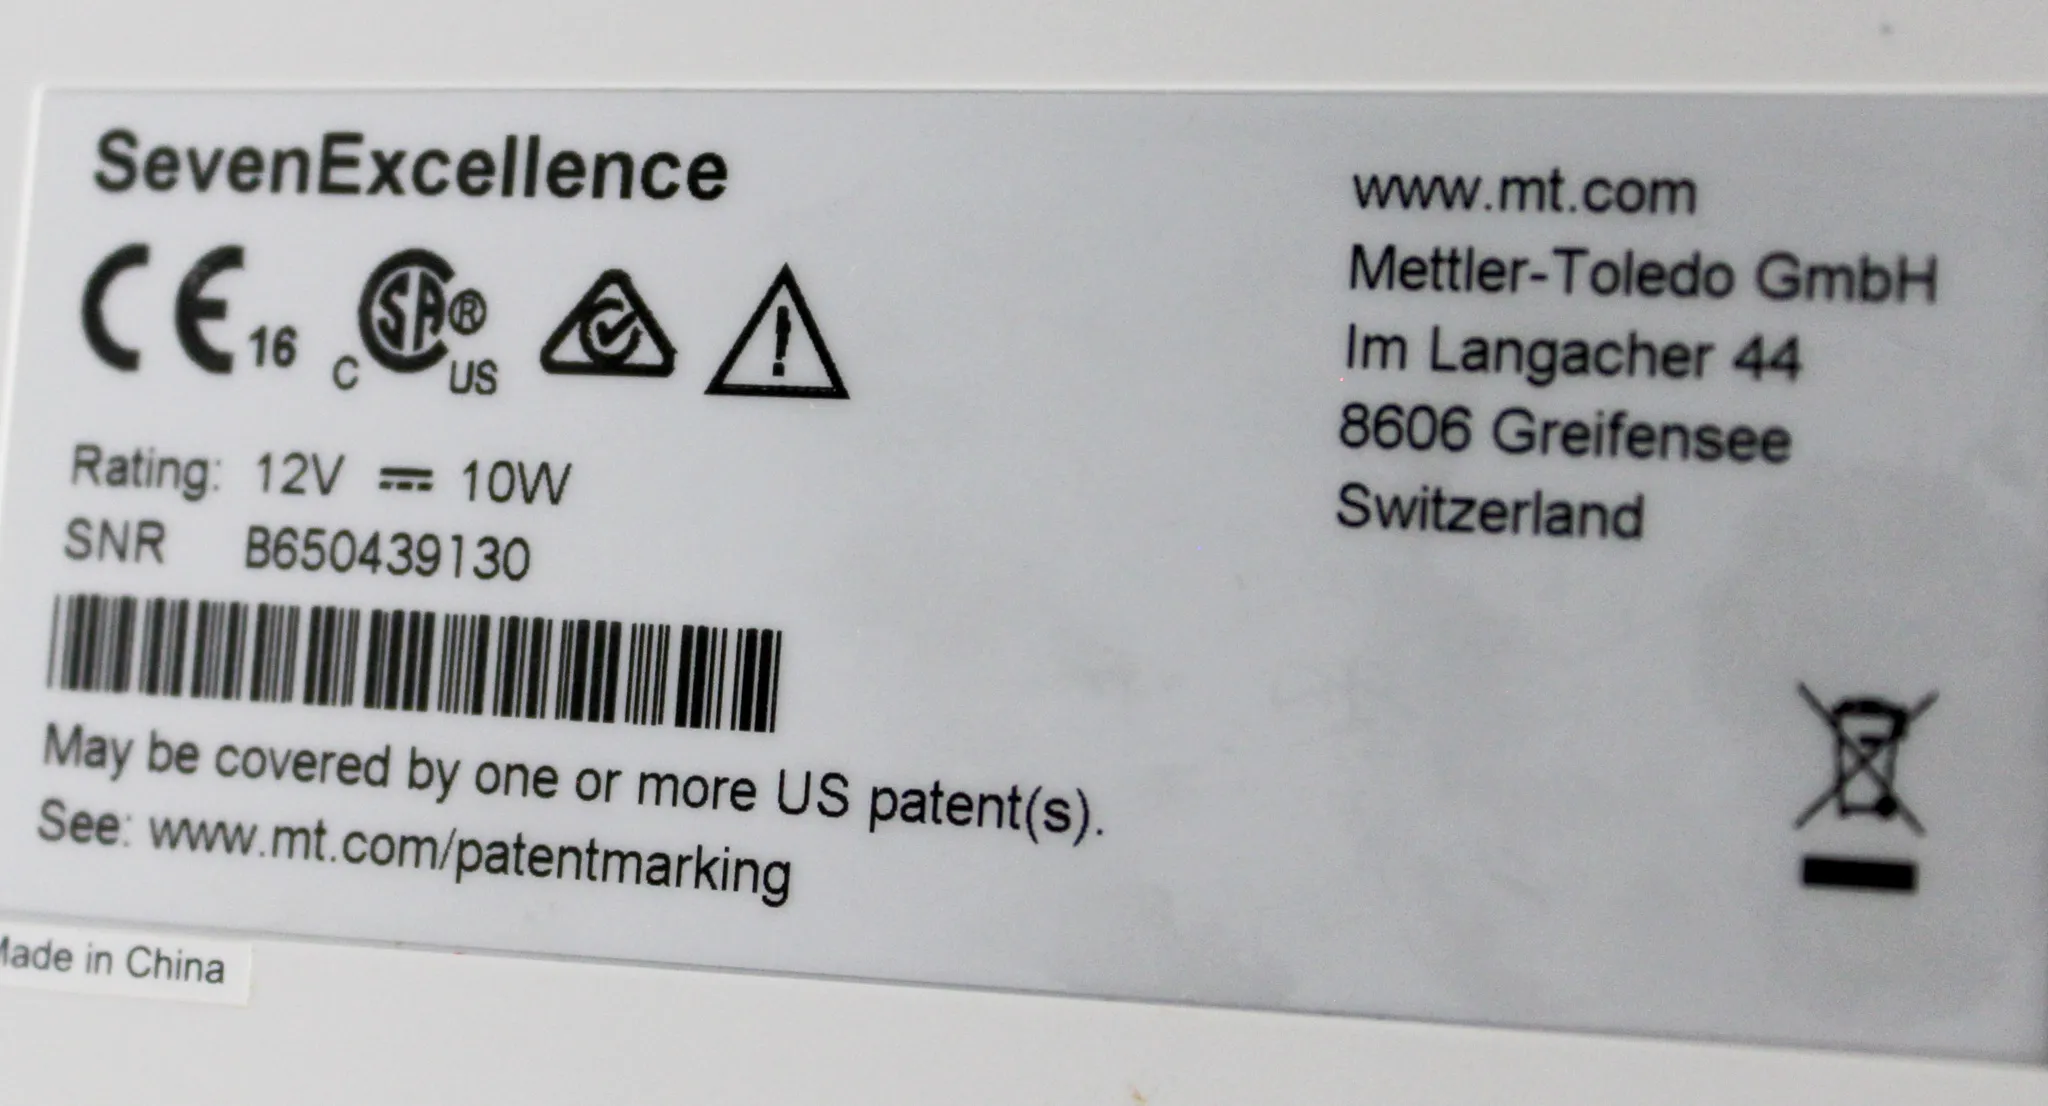 SevenExcellence
CE 16 C SA® US
Rating: 12V ⎓ 10W
SNR B650439130
May be covered by one or more US patent(s).
See: www.mt.com/patentmarking
www.mt.com
Mettler-Toledo GmbH
Im Langacher 44
8606 Greifensee
Switzerland
Made in China